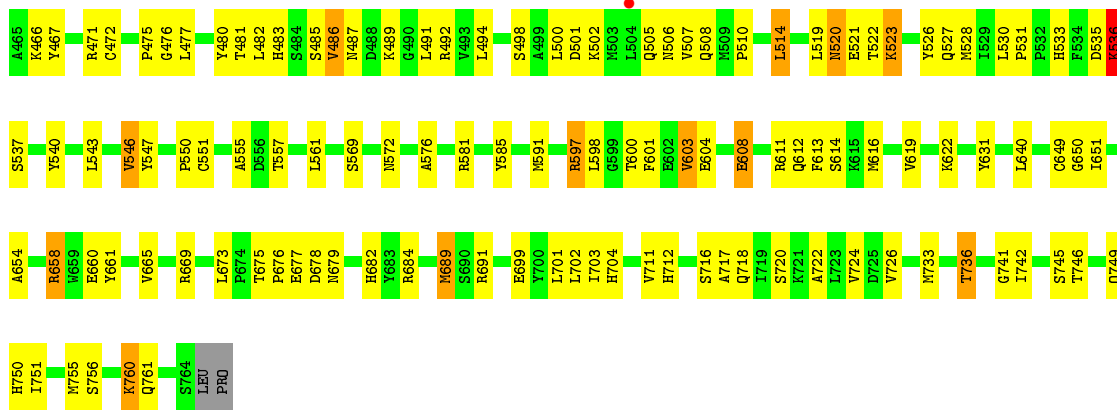 A465 K466 Y467 R471 C472 P475 G476 L477 Y480 T481 L482 H483 S484 S485 V486 N487 D488 K489 G490 L491 R492 V493 L494 S498 A499 L500 D501 K502 M503 L504 Q505 N506 V507 Q508 M509 P510 L514 L519 N520 E521 T522 K523 Y526 Q527 M528 I529 L530 P531 P532 H533 F534 D535 K536
S537 Y540 L543 V546 Y547 P550 C551 A555 D556 T557 L561 S569 N572 A576 R581 Y585 M591 R597 L598 G599 T600 F601 E602 V603 E604 E608 R611 Q612 F613 S614 K615 M616 V619 K622 Y631 L640 C649 G650 I651
A654 R658 W659 E660 Y661 V665 R669 L673 P674 T675 P676 E677 D678 N679 H682 Y683 R684 M689 S690 R691 E699 Y700 L701 L702 I703 H704 V711 H712 S716 A717 Q718 I719 S720 K721 A722 L723 V724 D725 V726 M733 T736 G741 I742 S745 T746 Q749
H750 I751 M755 S756 K760 Q761 S764 LEU PRO